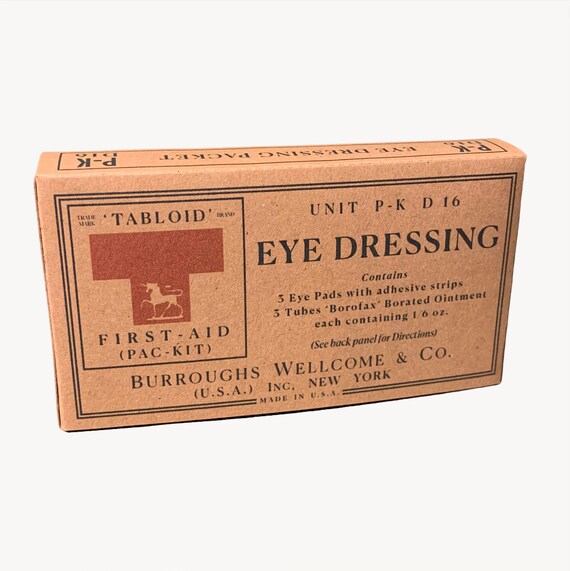 P-K
D16
EYE DRESSING PACKET
P-K
TRADE MARK 'TABLOID' BRAND
FIRST-AID
(PAC-KIT)
UNIT P-K D 16
EYE DRESSING
Contains
3 Eye Pads with adhesive strips
3 Tubes 'Borofax' Borated Ointment
each containing 1/6 oz.
(See back panel for Directions)
BURROUGHS WELLCOME & CO.
(U.S.A.) INC. NEW YORK
MADE IN U.S.A.